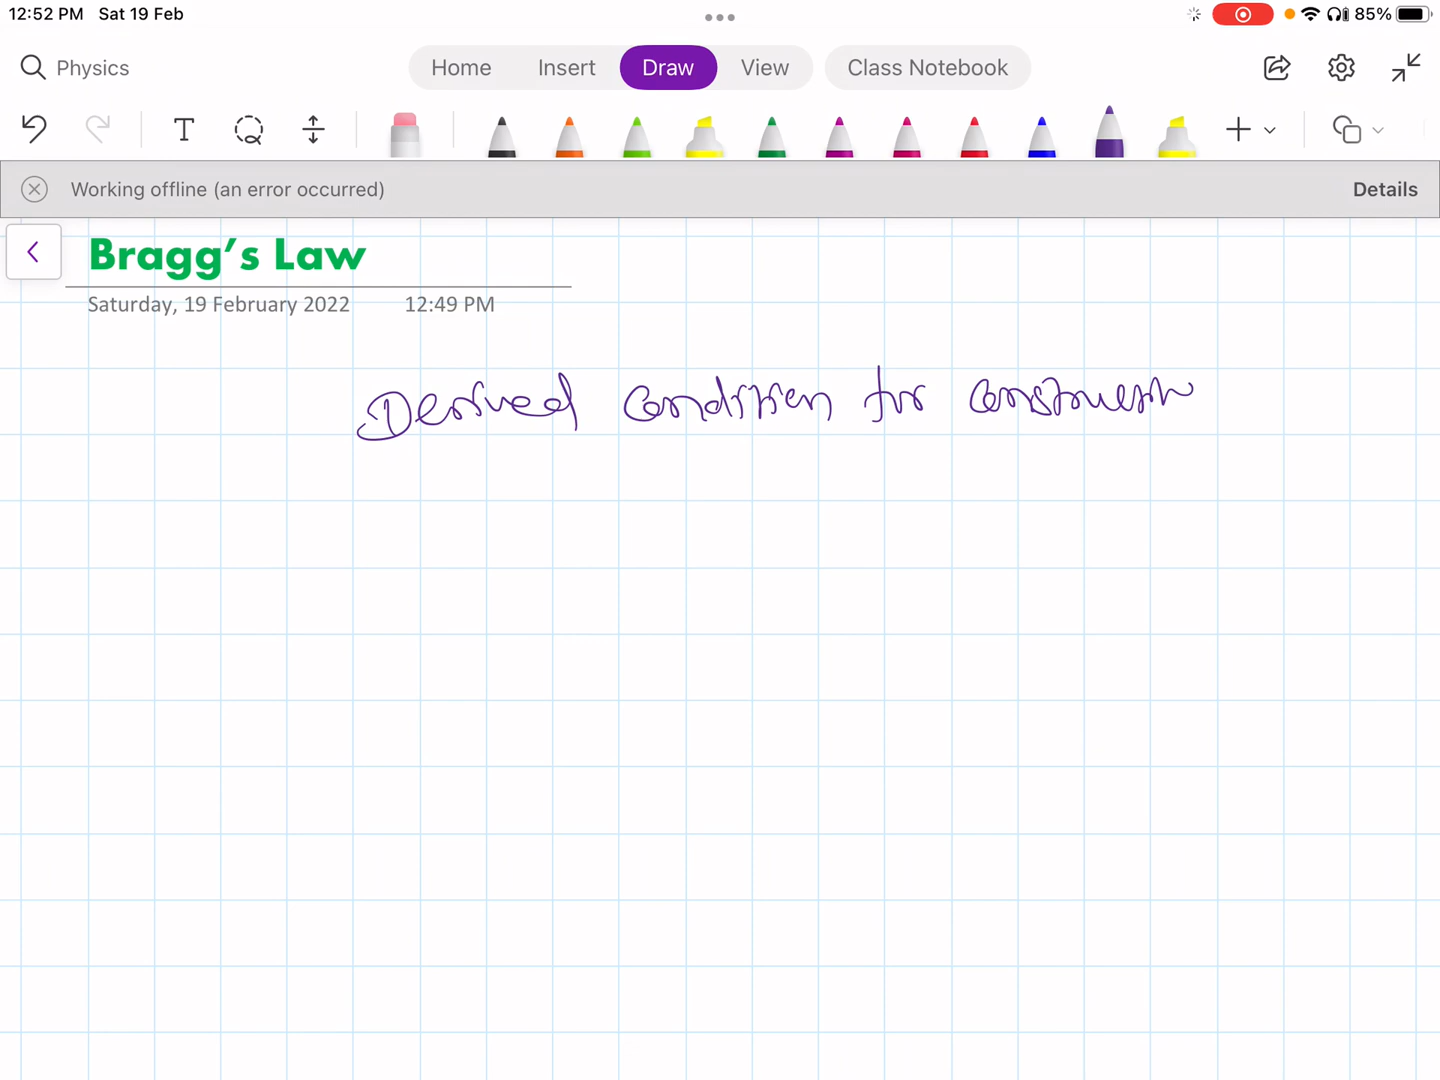 12:52 PM Sat 19 Feb
85%
Physics
Home Insert Draw View Class Notebook
T
Working offline (an error occurred) Details
Bragg's Law
Saturday, 19 February 2022 12:49 PM
Derived condition for